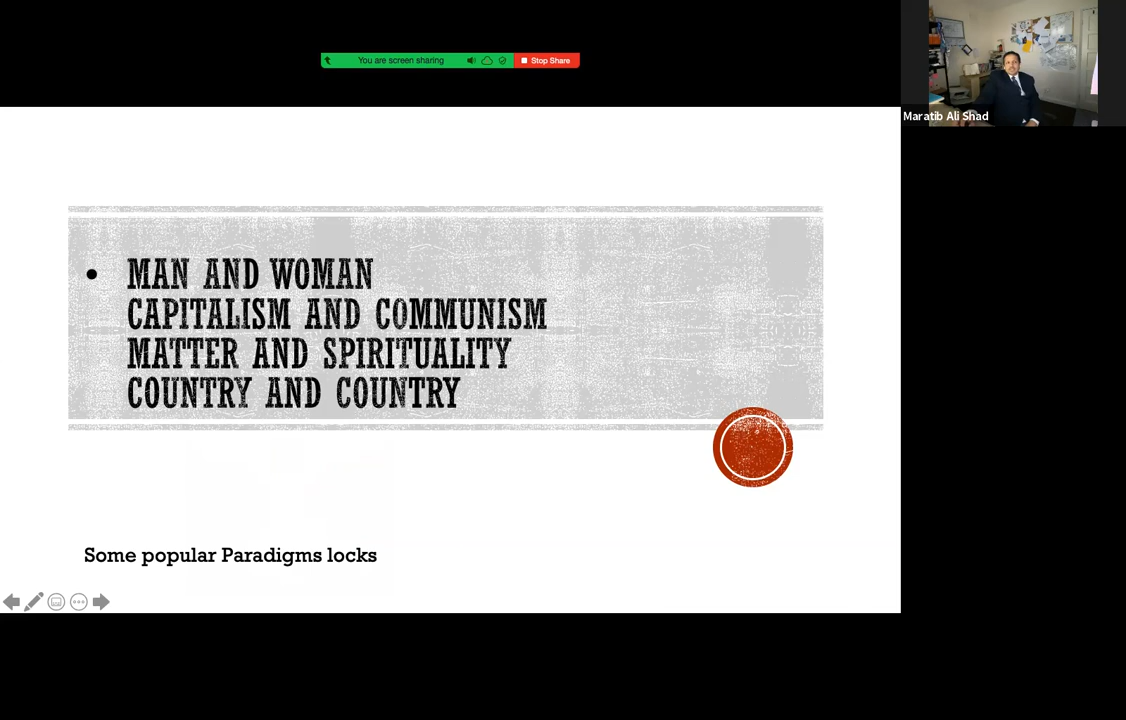 You are screen sharing
Stop Share
Maratib Ali Shad
• MAN AND WOMAN
CAPITALISM AND COMMUNISM
MATTER AND SPIRITUALITY
COUNTRY AND COUNTRY
Some popular Paradigms locks